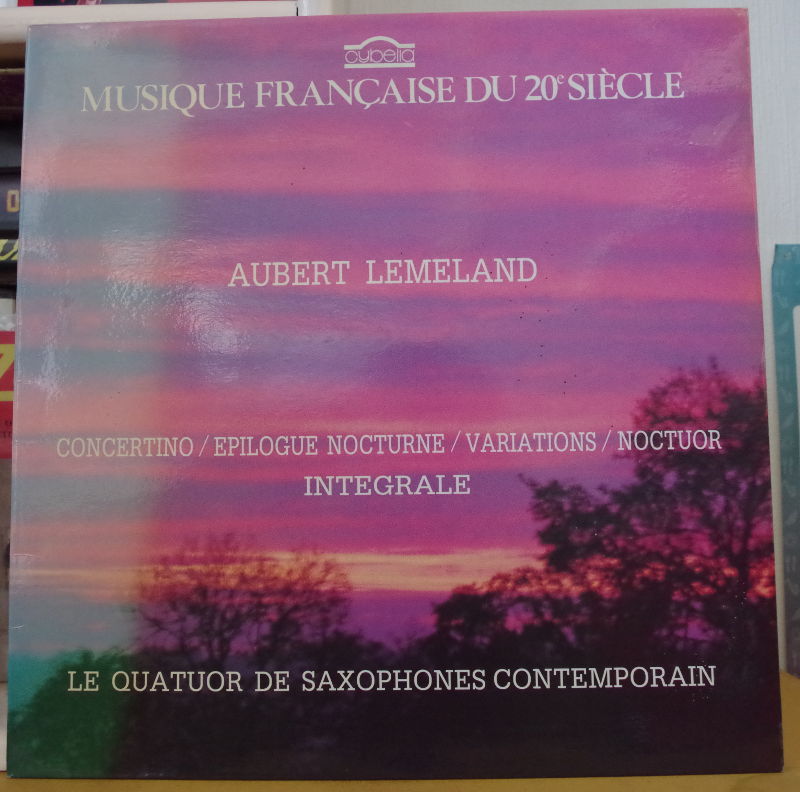 cybelia
MUSIQUE FRANÇAISE DU 20e SIÈCLE
AUBERT LEMELAND
CONCERTINO / EPILOGUE NOCTURNE / VARIATIONS / NOCTUOR
INTEGRALE
LE QUATUOR DE SAXOPHONES CONTEMPORAIN